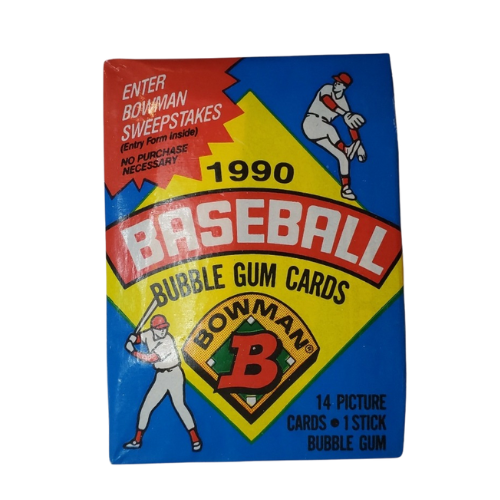 ENTER
BOWMAN
SWEEPSTAKES
(Entry Form inside)
NO PURCHASE
NECESSARY
1990
BASEBALL
BUBBLE GUM CARDS
BOWMAN®
B
14 PICTURE
CARDS • 1 STICK
BUBBLE GUM